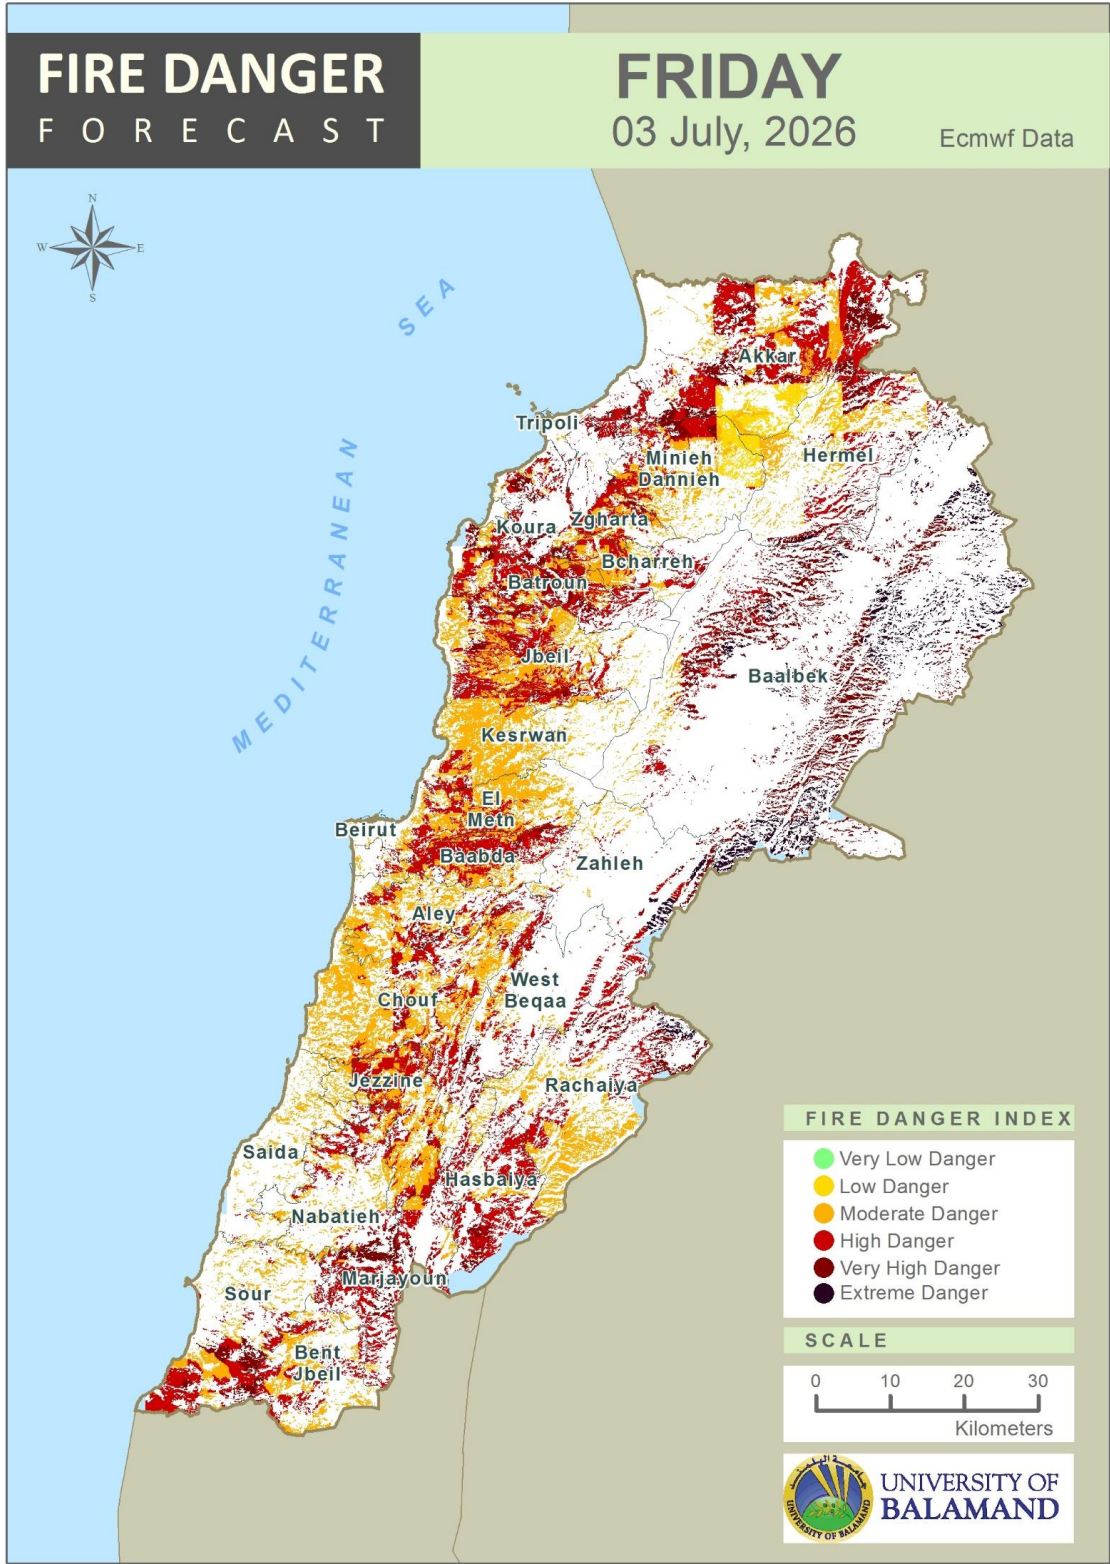 FIRE DANGER
FORECAST
FRIDAY
03 July, 2026
Ecmwf Data
N
W
E
S
MEDITERRANEAN SEA
Akkar
Tripoli
Minieh
Dannieh
Hermel
Koura
Zgharta
Bcharreh
Batroun
Jbeil
Baalbek
Kesrwan
El
Metn
Beirut
Baabda
Zahleh
Aley
West
Beqaa
Chouf
Jezzine
Rachaiya
Saida
Hasbaiya
Nabatieh
Marjayoun
Sour
Bent
Jbeil
FIRE DANGER INDEX
Very Low Danger
Low Danger
Moderate Danger
High Danger
Very High Danger
Extreme Danger
SCALE
0 10 20 30
Kilometers
UNIVERSITY OF
BALAMAND
UNIVERSITY OF BALAMAND